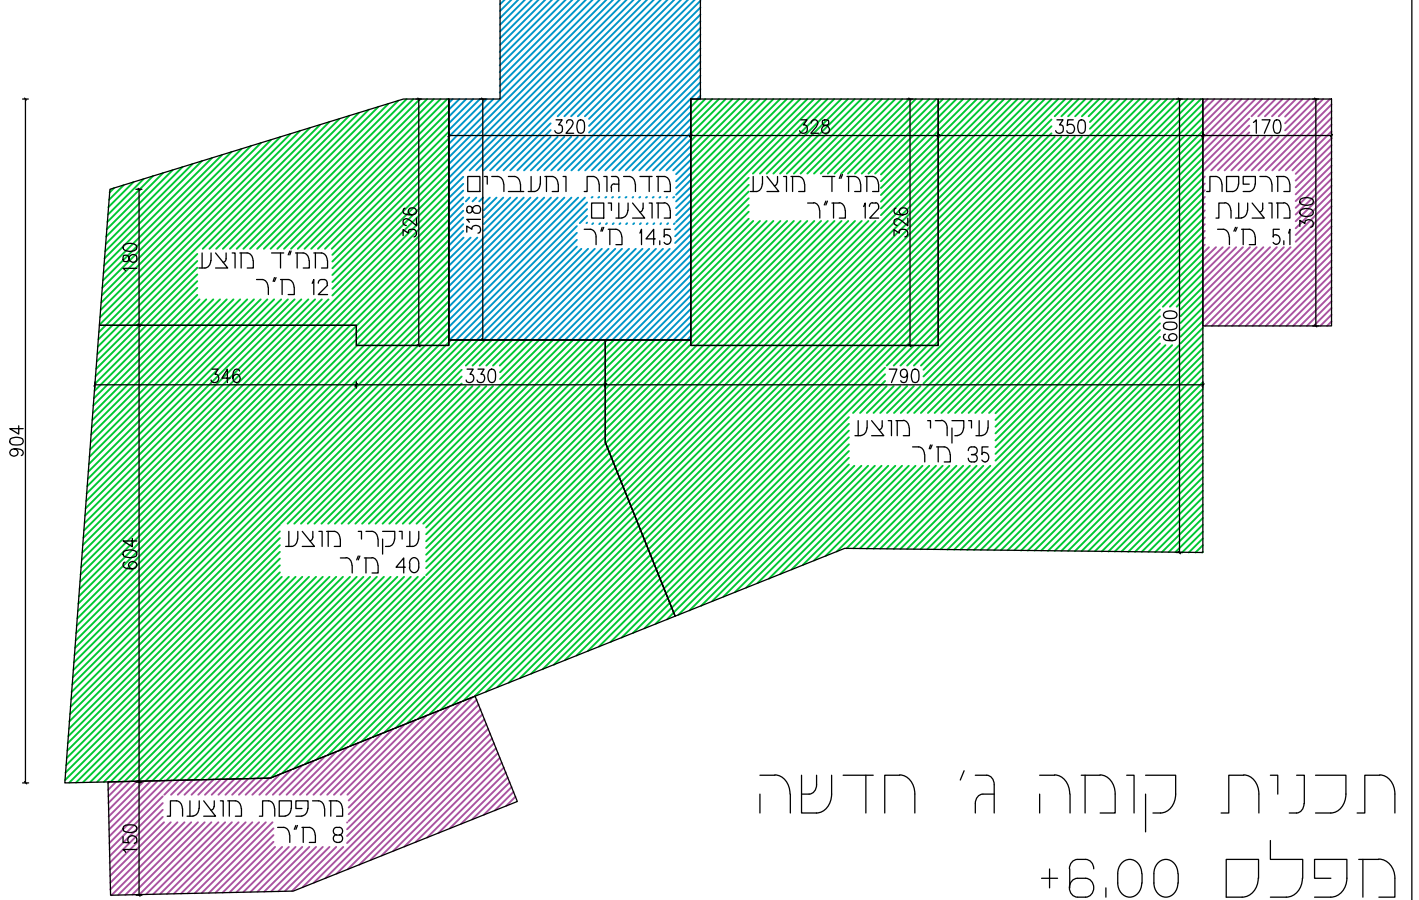 320
328
350
170
מדרגות ומעברים
מוצעים
14.5 מ"ר
318
326
ממ"ד מוצע
12 מ"ר
326
מרפסת
מוצעת
5.1 מ"ר
300
180
ממ"ד מוצע
12 מ"ר
600
346
330
790
904
עיקרי מוצע
35 מ"ר
604
עיקרי מוצע
40 מ"ר
מרפסת מוצעת
8 מ"ר
150
תכנית קומה ג' חדשה
מפלס 6.00+